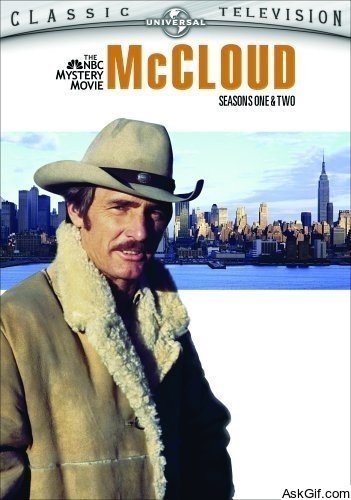 CLASSIC UNIVERSAL TELEVISION
THE NBC
MYSTERY
MOVIE
McCLOUD
SEASONS ONE & TWO
AskGif.com